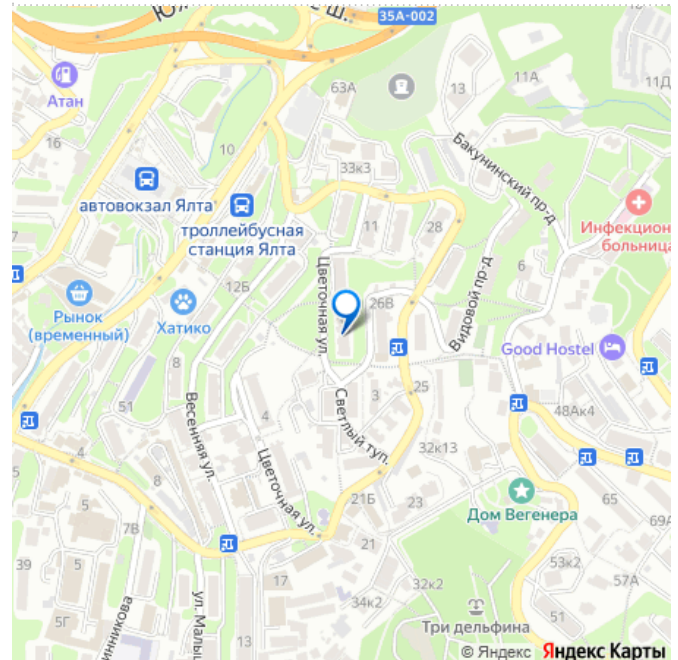 35А-002
63А
13
11А
11Д
Атан
16
10
33к3
Бакунинский пр-д
автовокзал Ялта
троллейбусная
станция Ялта
11
28
Инфекцион
больница
Цветочная ул.
Видовой пр-д
12Б
26В
Рынок
(временный)
Хатико
Good Hostel
51
8
Весенняя ул.
4
3
25
Светлый туп.
48Ак4
8
32к13
Цветочная ул.
21Б
23
Дом Вегенера
65
69А
4
5
7В
21
39
5
17
32к2
53к2
57А
34к2
51
5Г
инникова
ул. Малыш
Три дельфина
© Яндекс Яндекс Карты